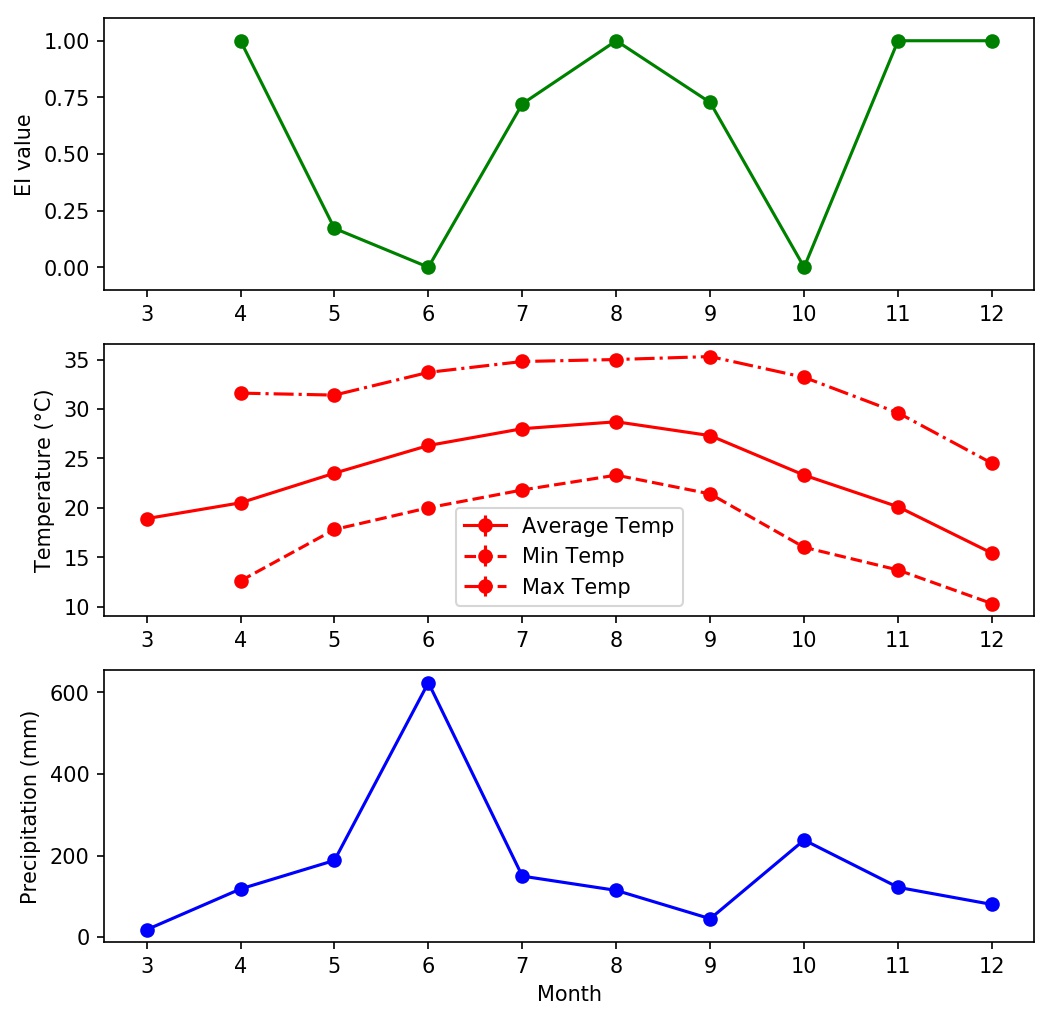 EI value
1.00
0.75
0.50
0.25
0.00
3 4 5 6 7 8 9 10 11 12
Temperature (°C)
35
30
25
20
15
10
Average Temp
Min Temp
Max Temp
3 4 5 6 7 8 9 10 11 12
Precipitation (mm)
600
400
200
0
3 4 5 6 7 8 9 10 11 12
Month